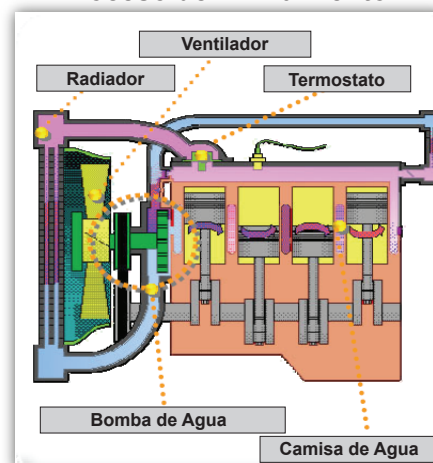 Ventilador
Radiador
Termostato
Bomba de Agua
Camisa de Agua